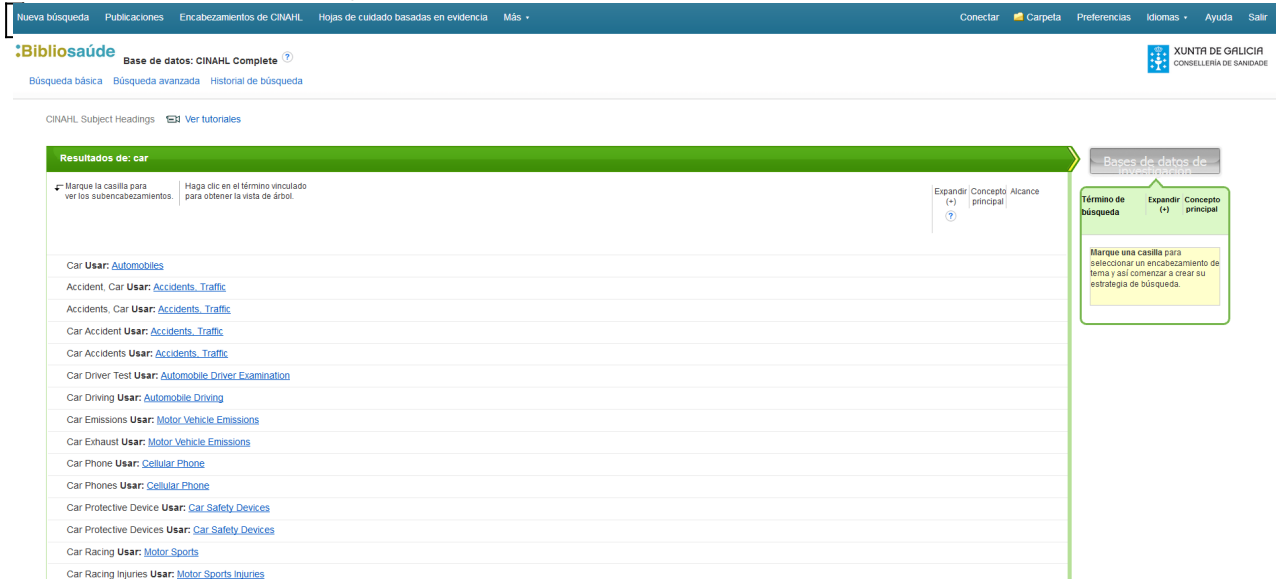 Nueva búsqueda Publicaciones Encabezamientos de CINAHL Hojas de cuidado basadas en evidencia Más Conectar Carpeta Preferencias Idiomas Ayuda Salir
:Bibliosaúde Base de datos: CINAHL Complete ?
XUNTA DE GALICIA
CONSELLERÍA DE SANIDADE
Búsqueda básica Búsqueda avanzada Historial de búsqueda
CINAHL Subject Headings Ver tutoriales
Resultados de: car
Marque la casilla para
ver los subencabezamientos.
Haga clic en el término vinculado
para obtener la vista de árbol.
Expandir (+) ?
Concepto principal
Alcance
Car Usar: Automobiles
Accident, Car Usar: Accidents, Traffic
Accidents, Car Usar: Accidents, Traffic
Car Accident Usar: Accidents, Traffic
Car Accidents Usar: Accidents, Traffic
Car Driver Test Usar: Automobile Driver Examination
Car Driving Usar: Automobile Driving
Car Emissions Usar: Motor Vehicle Emissions
Car Exhaust Usar: Motor Vehicle Emissions
Car Phone Usar: Cellular Phone
Car Phones Usar: Cellular Phone
Car Protective Device Usar: Car Safety Devices
Car Protective Devices Usar: Car Safety Devices
Car Racing Usar: Motor Sports
Car Racing Injuries Usar: Motor Sports Injuries
Bases de datos de
investigación
Término de búsqueda
Expandir (+)
Concepto principal
Marque una casilla para
seleccionar un encabezamiento de
tema y así comenzar a crear su
estrategia de búsqueda.